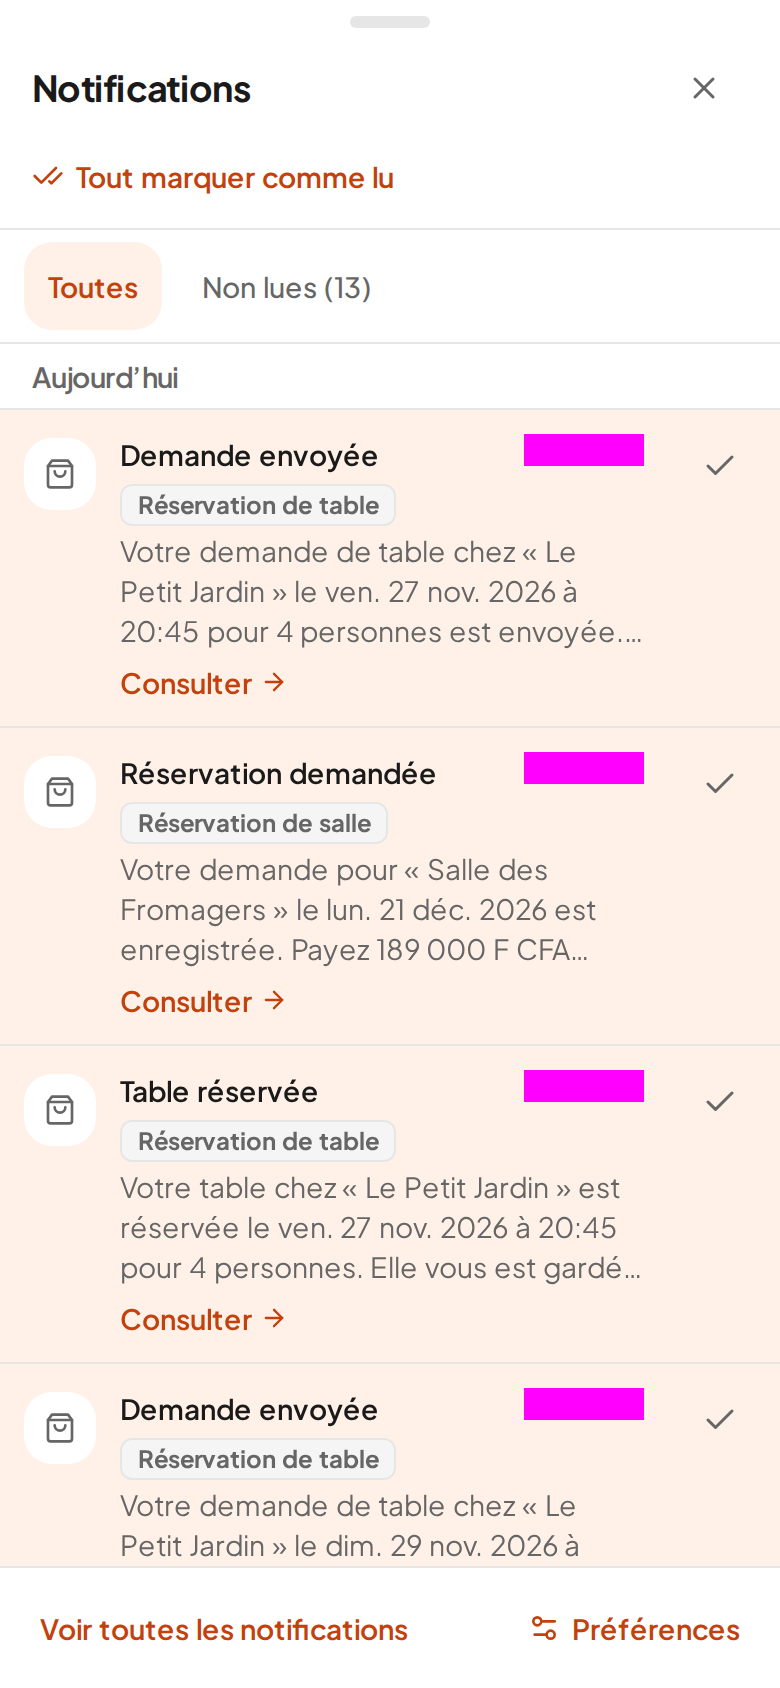 Notifications
Tout marquer comme lu
Toutes
Non lues (13)
Aujourd’hui
Demande envoyée
Réservation de table
Votre demande de table chez « Le
Petit Jardin » le ven. 27 nov. 2026 à
20:45 pour 4 personnes est envoyée.…
Consulter
Réservation demandée
Réservation de salle
Votre demande pour « Salle des
Fromagers » le lun. 21 déc. 2026 est
enregistrée. Payez 189 000 F CFA…
Consulter
Table réservée
Réservation de table
Votre table chez « Le Petit Jardin » est
réservée le ven. 27 nov. 2026 à 20:45
pour 4 personnes. Elle vous est gardé…
Consulter
Demande envoyée
Réservation de table
Votre demande de table chez « Le
Petit Jardin » le dim. 29 nov. 2026 à
Voir toutes les notifications
Préférences